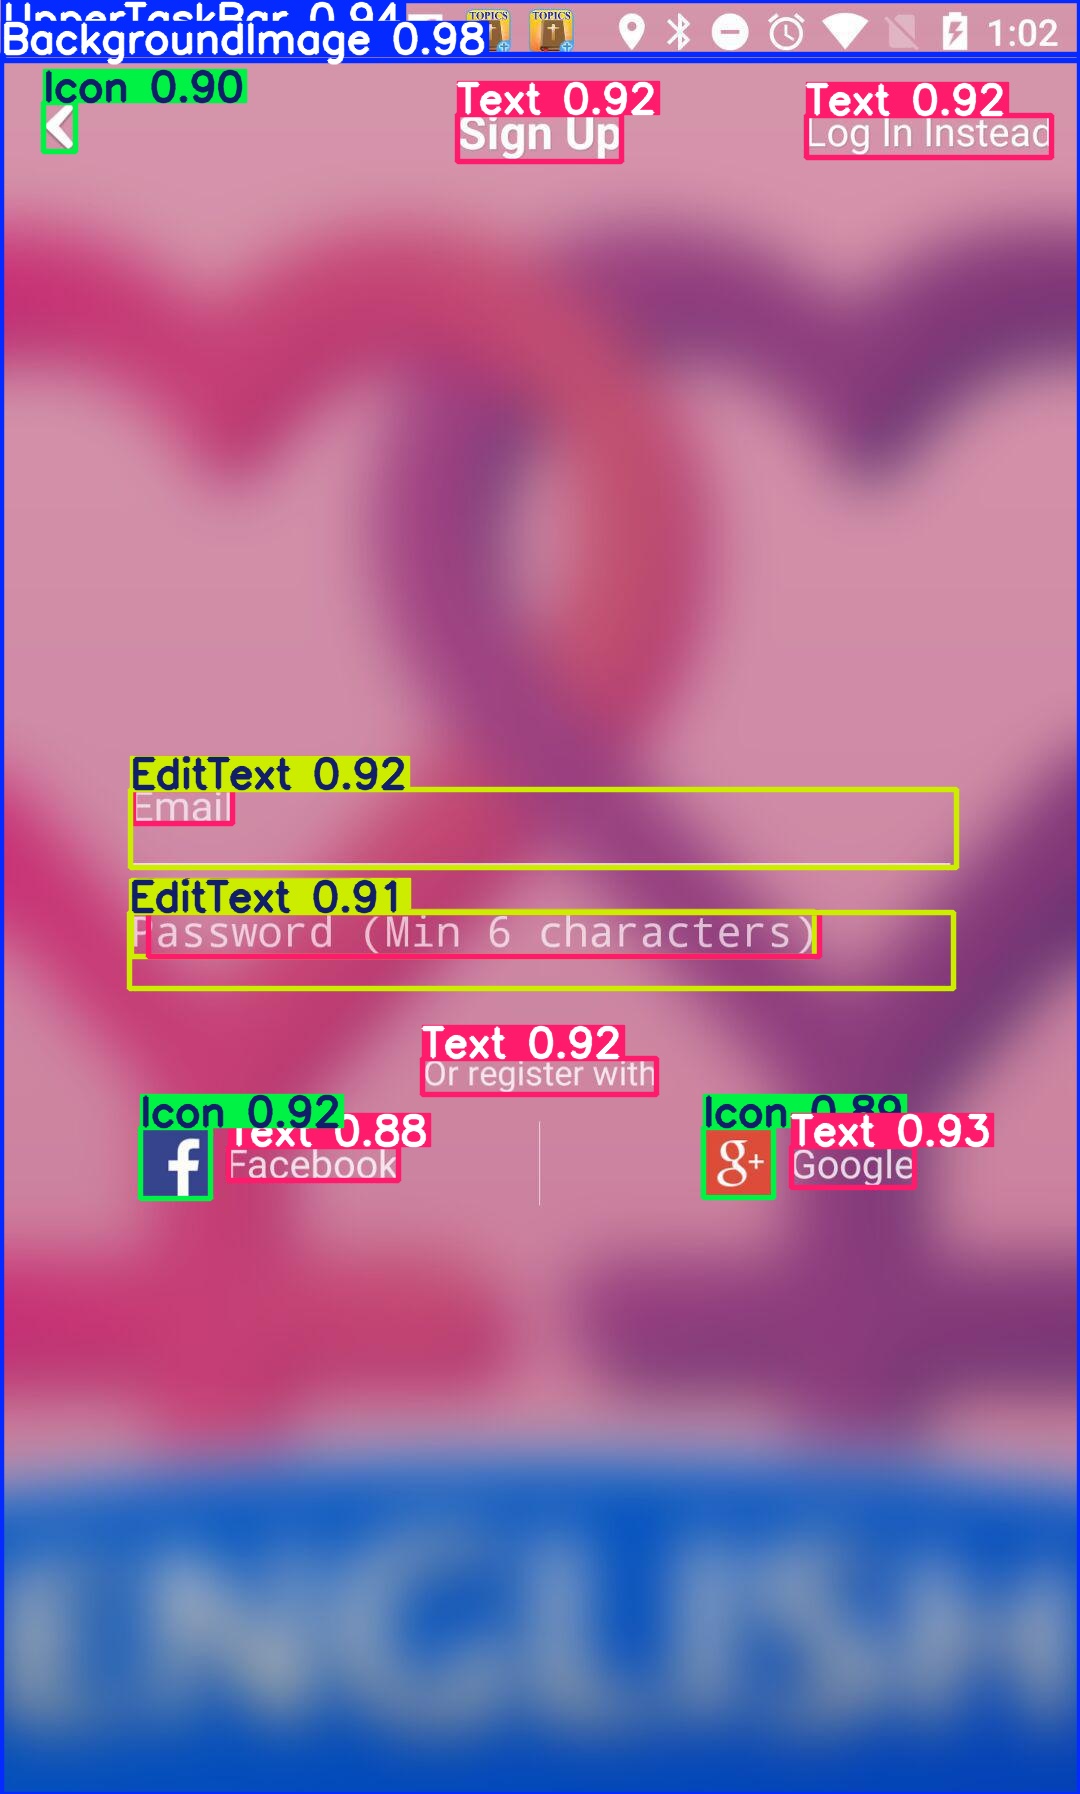 UpperTaskBar 0.94
BackgroundImage 0.98
TOPICS
TOPICS
1:02
Icon 0.90
Text 0.92
Text 0.92
Sign Up
Log In Instead
EditText 0.92
Email
EditText 0.91
Password (Min 6 characters)
Text 0.92
Or register with
Icon 0.92
Text 0.88
Icon 0.89
Text 0.93
f
Facebook
g+
Google
ENGLISH